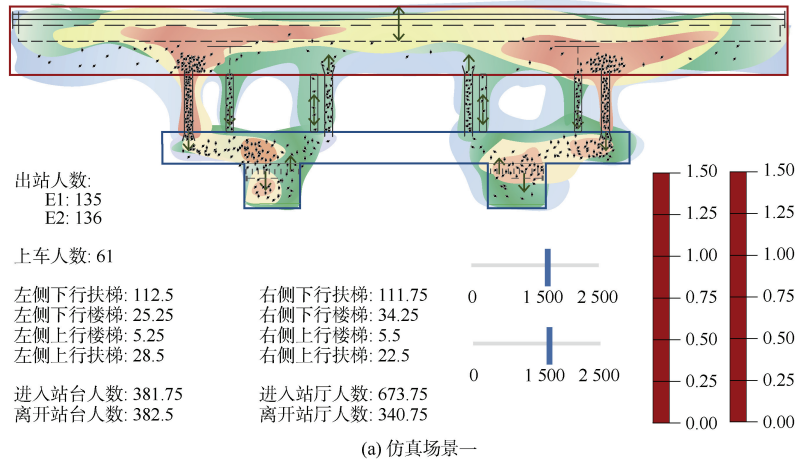 出站人数:
E1: 135
E2: 136
上车人数: 61
左侧下行扶梯: 112.5
左侧下行楼梯: 25.25
左侧上行楼梯: 5.25
左侧上行扶梯: 28.5
右侧下行扶梯: 111.75
右侧下行楼梯: 34.25
右侧上行楼梯: 5.5
右侧上行扶梯: 22.5
进入站台人数: 381.75
离开站台人数: 382.5
进入站厅人数: 673.75
离开站厅人数: 340.75
0 1 500 2 500
0 1 500 2 500
1.50 1.50
1.25 1.25
1.00 1.00
0.75 0.75
0.50 0.50
0.25 0.25
0.00 0.00
(a) 仿真场景一